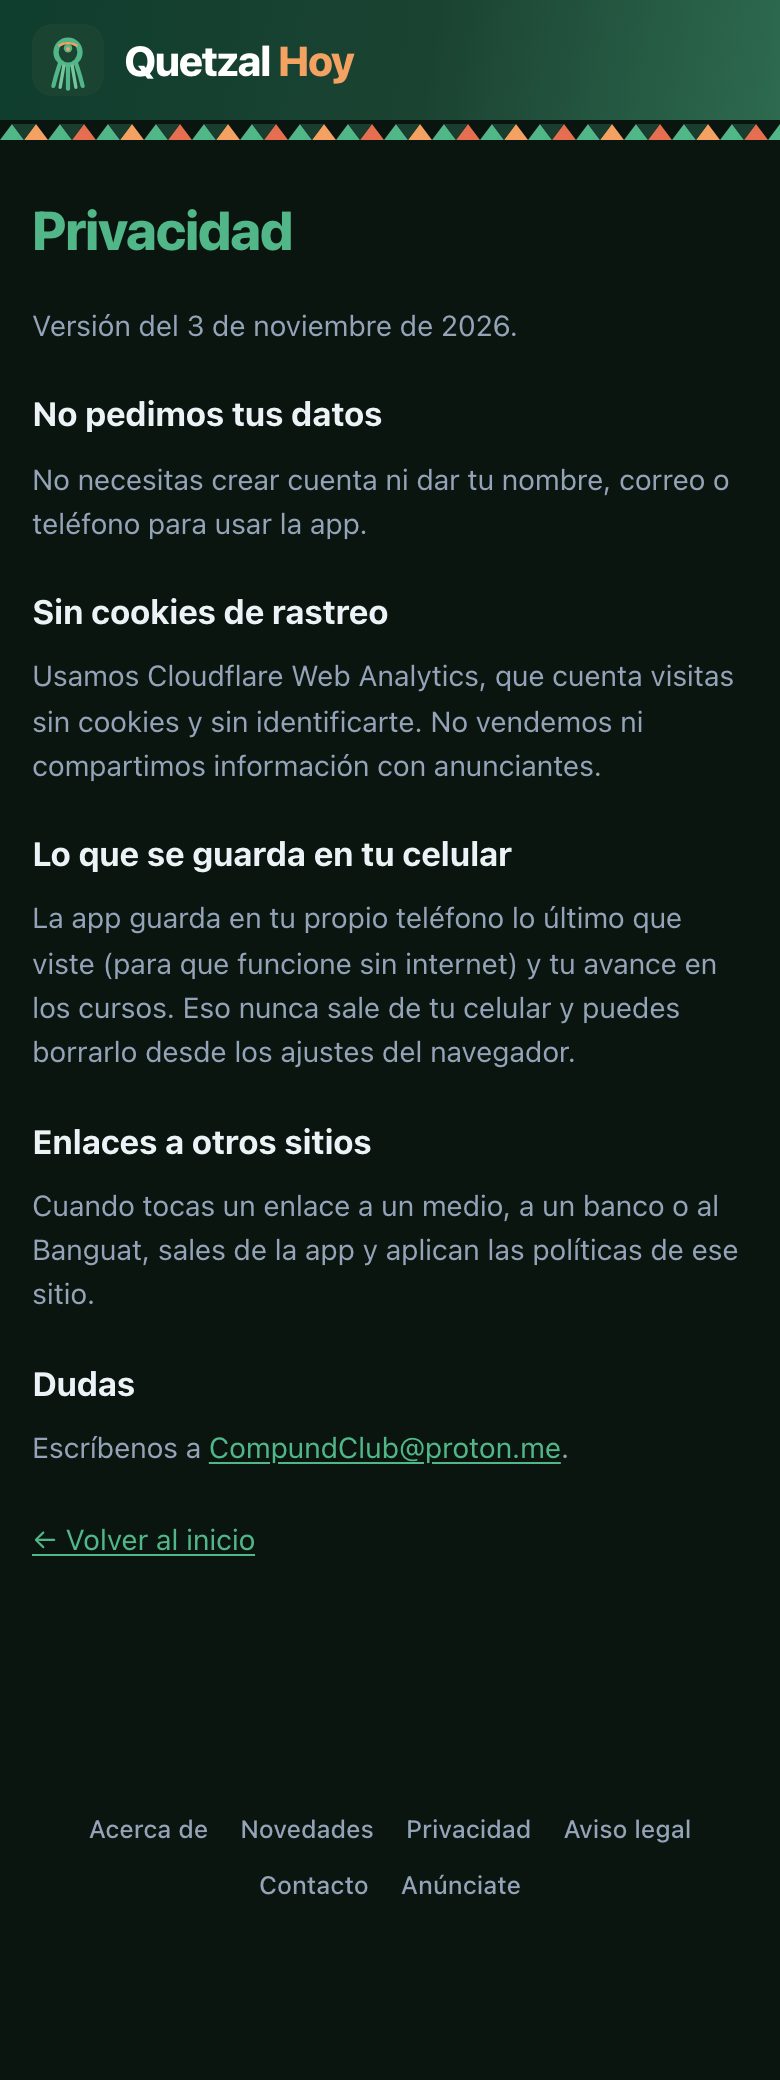 Quetzal Hoy
Privacidad
Versión del 3 de noviembre de 2026.
No pedimos tus datos
No necesitas crear cuenta ni dar tu nombre, correo o
teléfono para usar la app.
Sin cookies de rastreo
Usamos Cloudflare Web Analytics, que cuenta visitas
sin cookies y sin identificarte. No vendemos ni
compartimos información con anunciantes.
Lo que se guarda en tu celular
La app guarda en tu propio teléfono lo último que
viste (para que funcione sin internet) y tu avance en
los cursos. Eso nunca sale de tu celular y puedes
borrarlo desde los ajustes del navegador.
Enlaces a otros sitios
Cuando tocas un enlace a un medio, a un banco o al
Banguat, sales de la app y aplican las políticas de ese
sitio.
Dudas
Escríbenos a CompundClub@proton.me.
← Volver al inicio
Acerca de Novedades Privacidad Aviso legal
Contacto Anúnciate